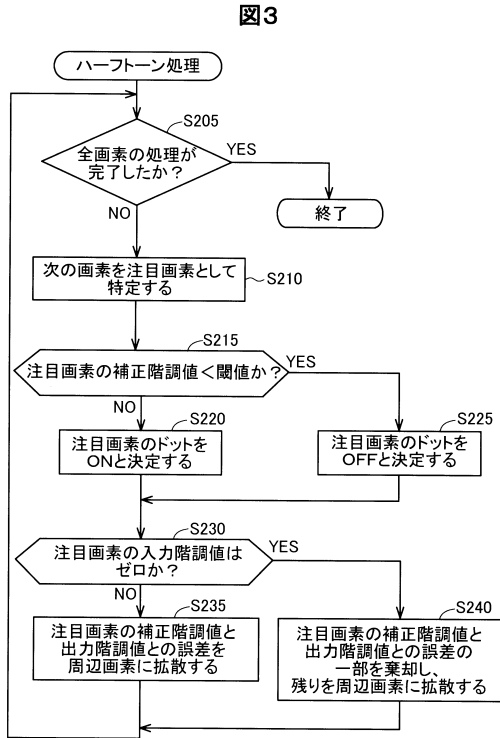 図3
ハーフトーン処理
S205
全画素の処理が
完了したか？
YES
NO
終了
次の画素を注目画素として
特定する
S210
S215
注目画素の補正階調値＜閾値か？
YES
NO
S220
注目画素のドットを
ONと決定する
S225
注目画素のドットを
OFFと決定する
S230
注目画素の入力階調値は
ゼロか？
YES
NO
S235
注目画素の補正階調値と
出力階調値との誤差を
周辺画素に拡散する
S240
注目画素の補正階調値と
出力階調値との誤差の
一部を棄却し、
残りを周辺画素に拡散する